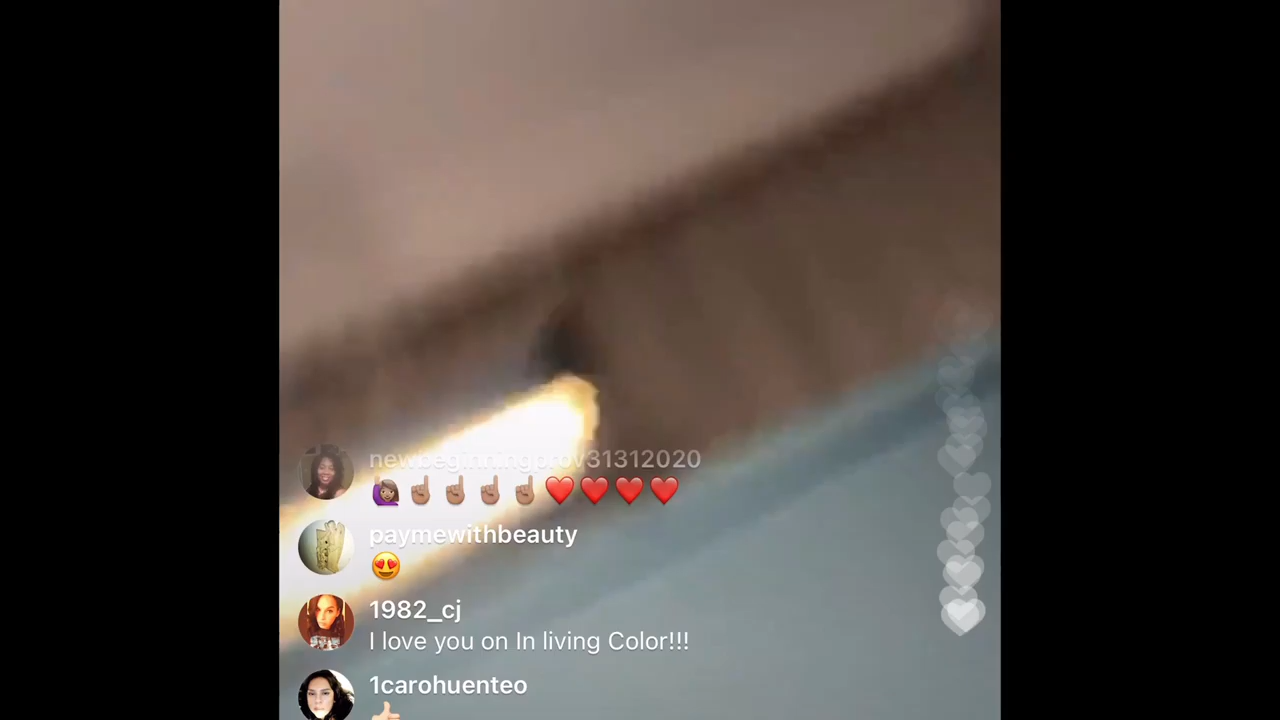 newbeginningprov31312020
🙋🏽‍♀️☝🏽☝🏽☝🏽☝🏽❤️❤️❤️❤️
paymewithbeauty
😍
1982_cj
I love you on In living Color!!!
1carohuenteo